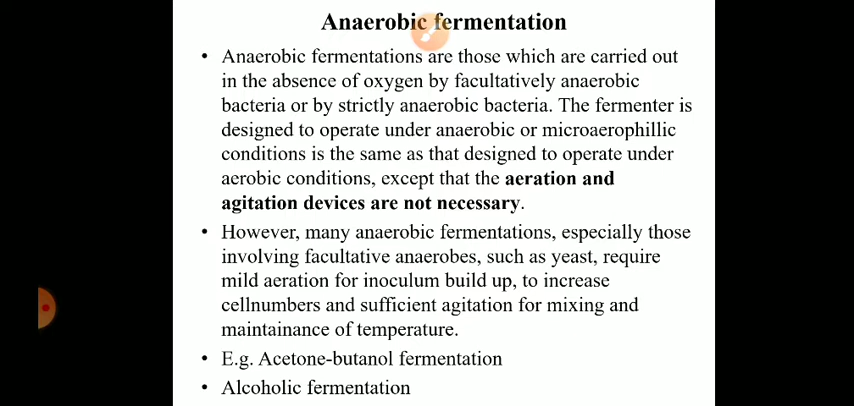 Anaerobic fermentation
• Anaerobic fermentations are those which are carried out
in the absence of oxygen by facultatively anaerobic
bacteria or by strictly anaerobic bacteria. The fermenter is
designed to operate under anaerobic or microaerophillic
conditions is the same as that designed to operate under
aerobic conditions, except that the aeration and
agitation devices are not necessary.
• However, many anaerobic fermentations, especially those
involving facultative anaerobes, such as yeast, require
mild aeration for inoculum build up, to increase
cellnumbers and sufficient agitation for mixing and
maintainance of temperature.
• E.g. Acetone-butanol fermentation
• Alcoholic fermentation